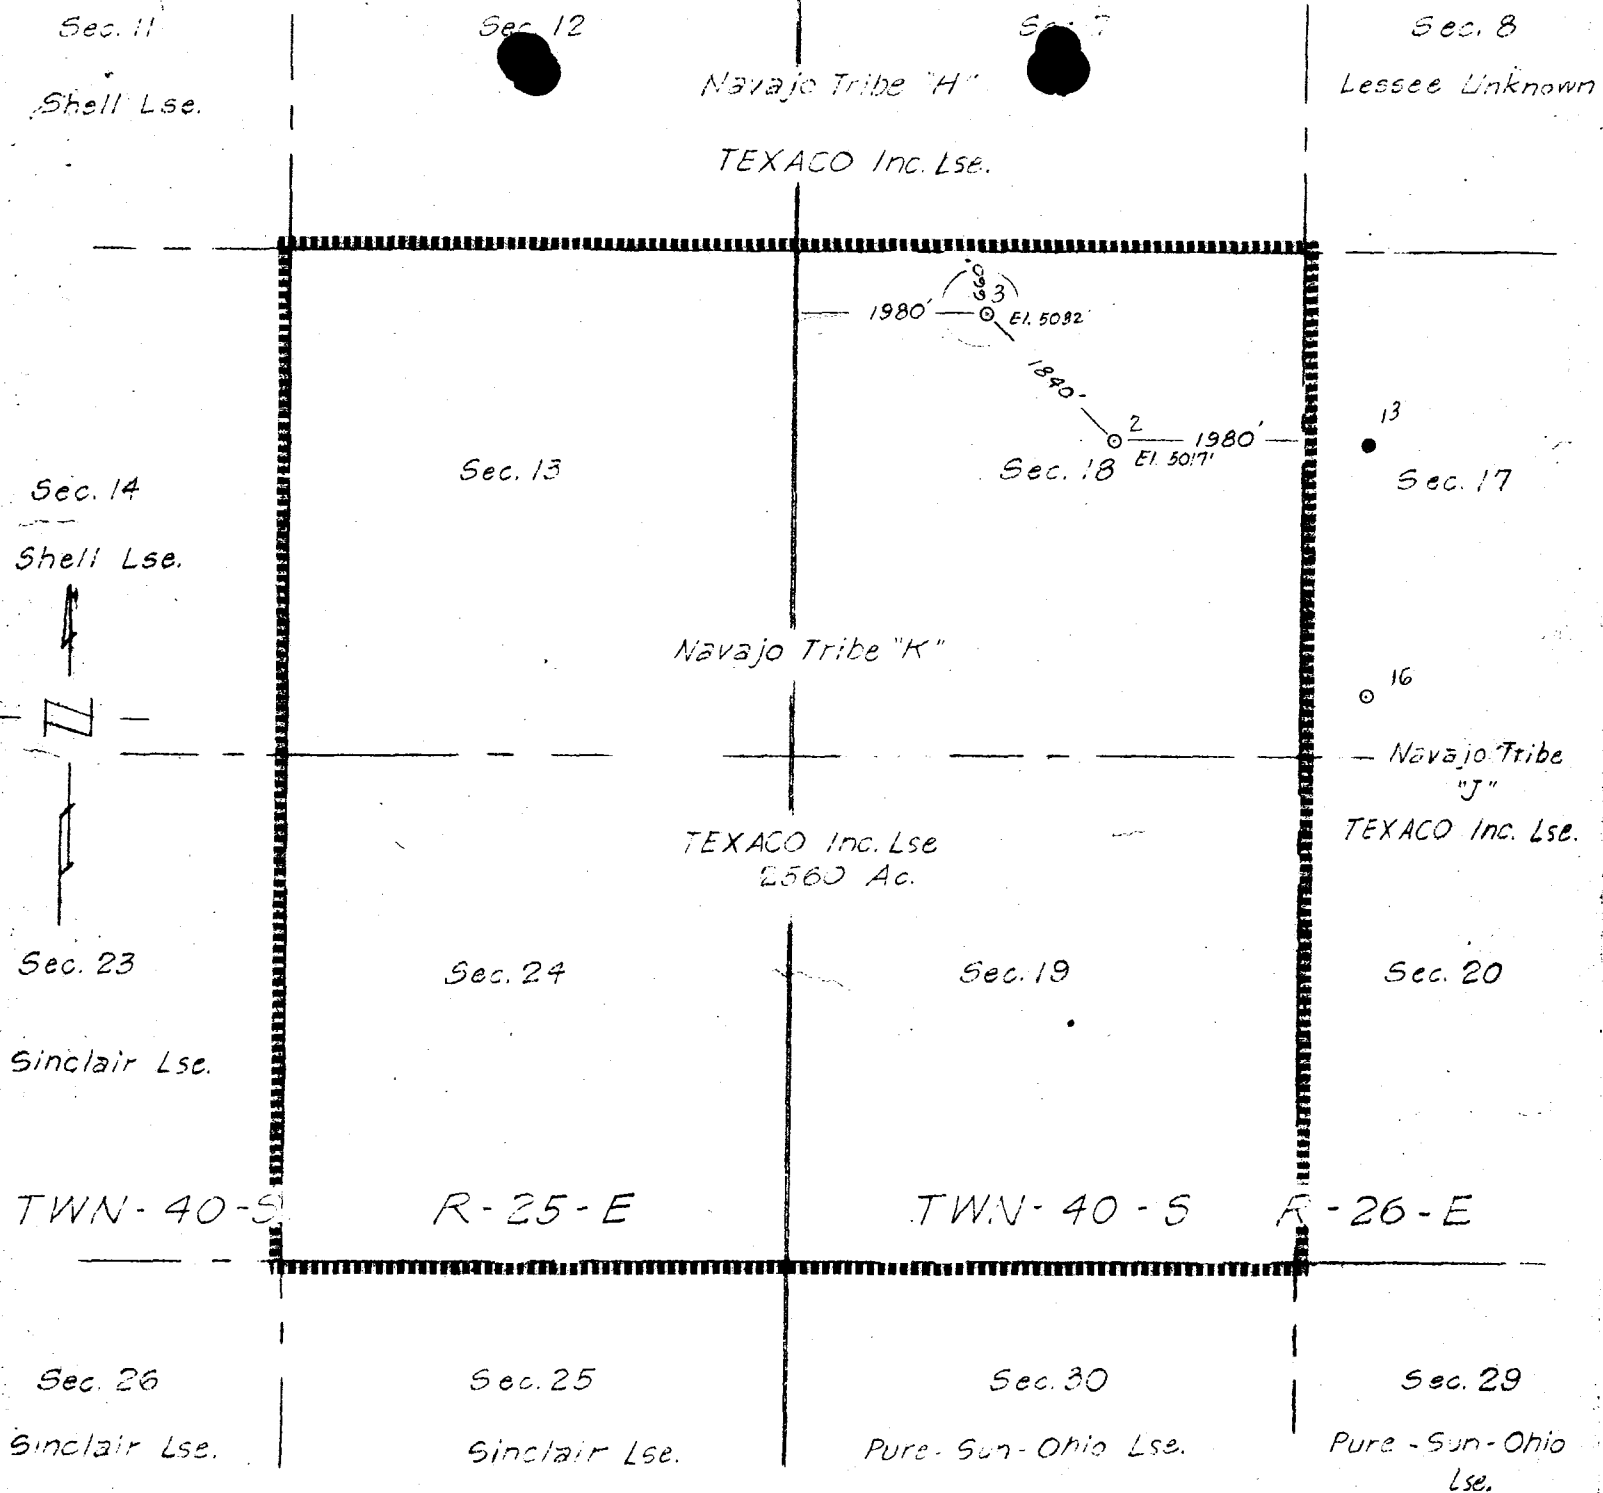 Sec. 11
Sec. 12
Sec. 8
Shell Lse.
Navajo Tribe "H"
Lessee Unknown
TEXACO Inc. Lse.
660'
3
1980'
El. 5082'
1840'
2
1980'
El. 5017'
13
Sec. 13
Sec. 18
Sec. 17
Sec. 14
Shell Lse.
Navajo Tribe "K"
16
N
Navajo Tribe
"J"
TEXACO Inc. Lse
2560 Ac.
TEXACO Inc. Lse.
Sec. 23
Sec. 24
Sec. 19
Sec. 20
Sinclair Lse.
TWN - 40 - S
R - 25 - E
TWN - 40 - S
R - 26 - E
Sec. 26
Sec. 25
Sec. 30
Sec. 29
Sinclair Lse.
Sinclair Lse.
Pure - Sun - Ohio Lse.
Pure - Sun - Ohio
Lse.